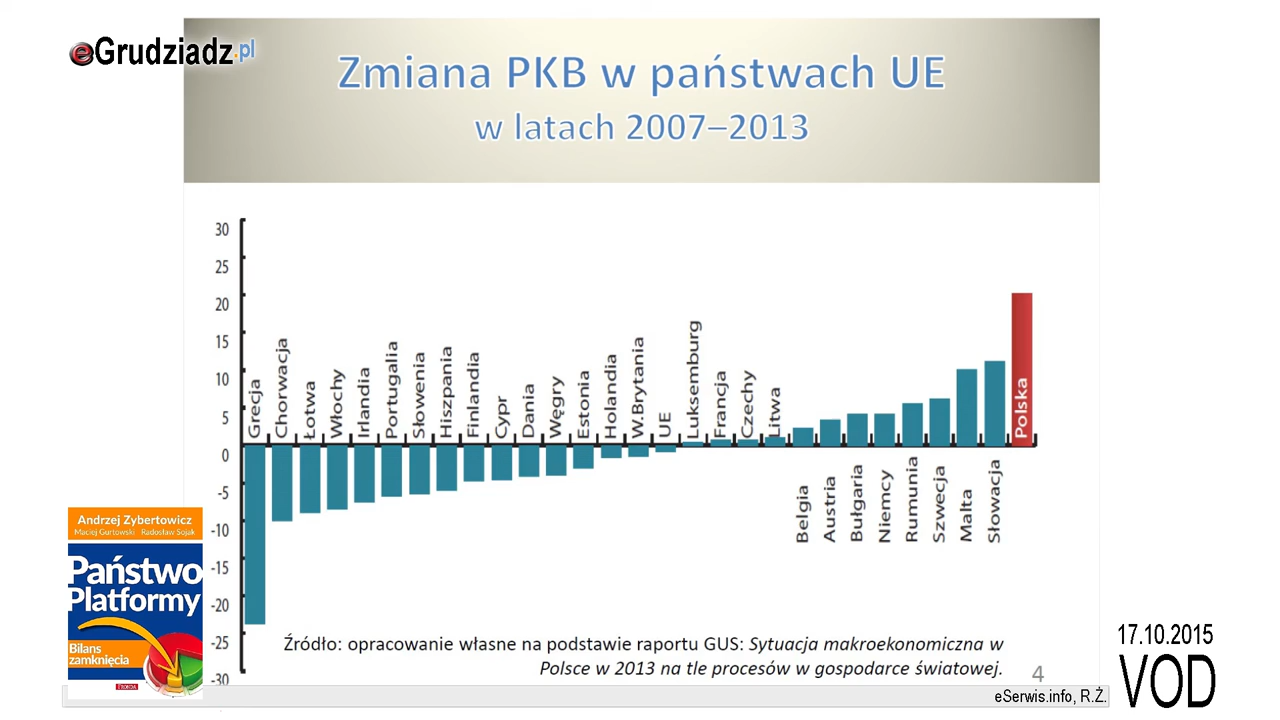 eGrudziadz.pl
Zmiana PKB w państwach UE
w latach 2007–2013
30
25
20
15
10
5
0
-5
-10
-15
-20
-25
-30
Grecja
Chorwacja
Łotwa
Włochy
Irlandia
Portugalia
Słowenia
Hiszpania
Finlandia
Cypr
Dania
Węgry
Estonia
Holandia
W.Brytania
UE
Luksemburg
Francja
Czechy
Litwa
Belgia
Austria
Bułgaria
Niemcy
Rumunia
Szwecja
Malta
Słowacja
Polska
Źródło: opracowanie własne na podstawie raportu GUS: Sytuacja makroekonomiczna w
Polsce w 2013 na tle procesów w gospodarce światowej.
4
Andrzej Zybertowicz
Maciej Gurtowski Radosław Sojak
Państwo
Platformy
Bilans
zamknięcia
17.10.2015
VOD
eSerwis.info, R.Ż.